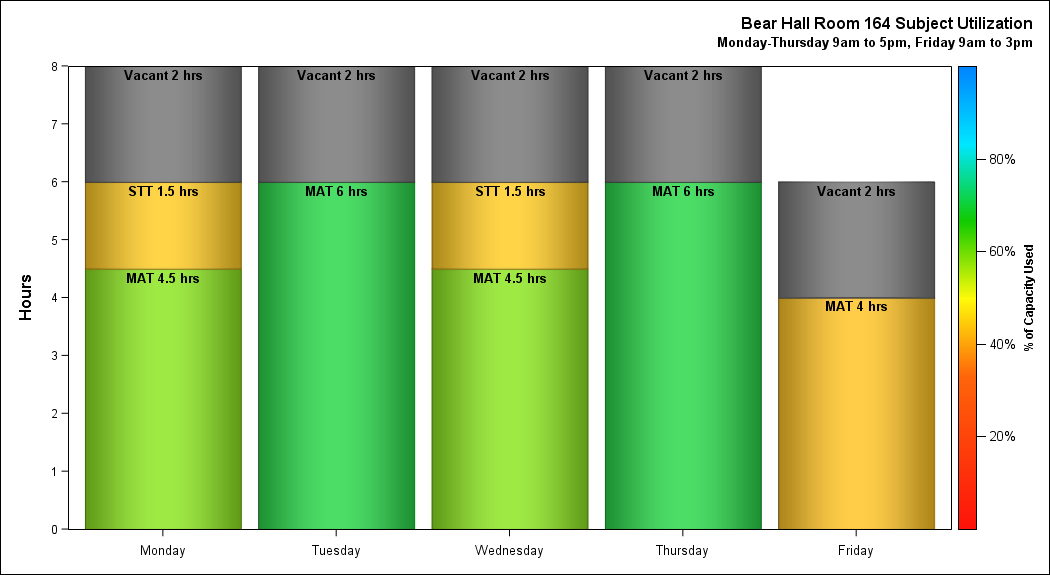 Bear Hall Room 164 Subject Utilization
Monday-Thursday 9am to 5pm, Friday 9am to 3pm
Hours
8
7
6
5
4
3
2
1
0
Vacant 2 hrs
STT 1.5 hrs
MAT 4.5 hrs
Vacant 2 hrs
MAT 6 hrs
Vacant 2 hrs
STT 1.5 hrs
MAT 4.5 hrs
Vacant 2 hrs
MAT 6 hrs
Vacant 2 hrs
MAT 4 hrs
Monday
Tuesday
Wednesday
Thursday
Friday
80%
60%
40%
20%
% of Capacity Used